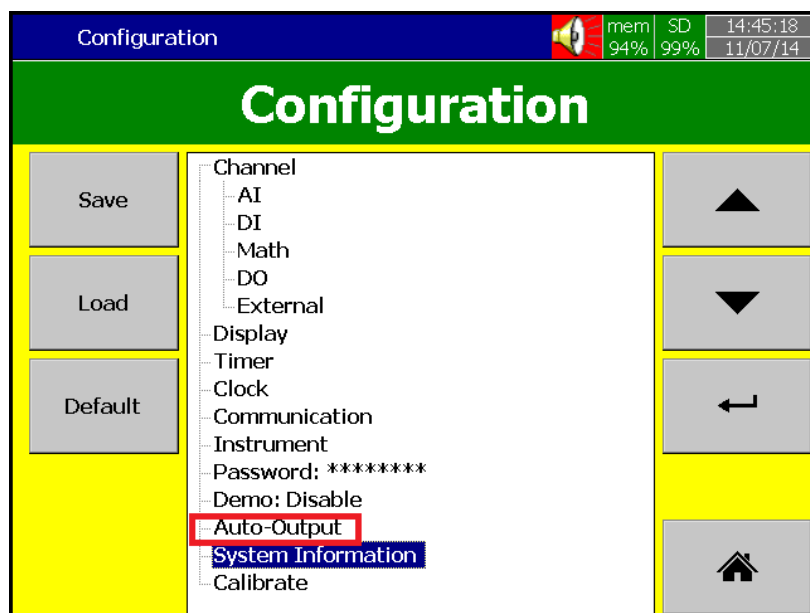 Configuration
mem
94%
SD
99%
14:45:18
11/07/14
Configuration
Save
Load
Default
Channel
AI
DI
Math
DO
External
Display
Timer
Clock
Communication
Instrument
Password: ********
Demo: Disable
Auto-Output
System Information
Calibrate